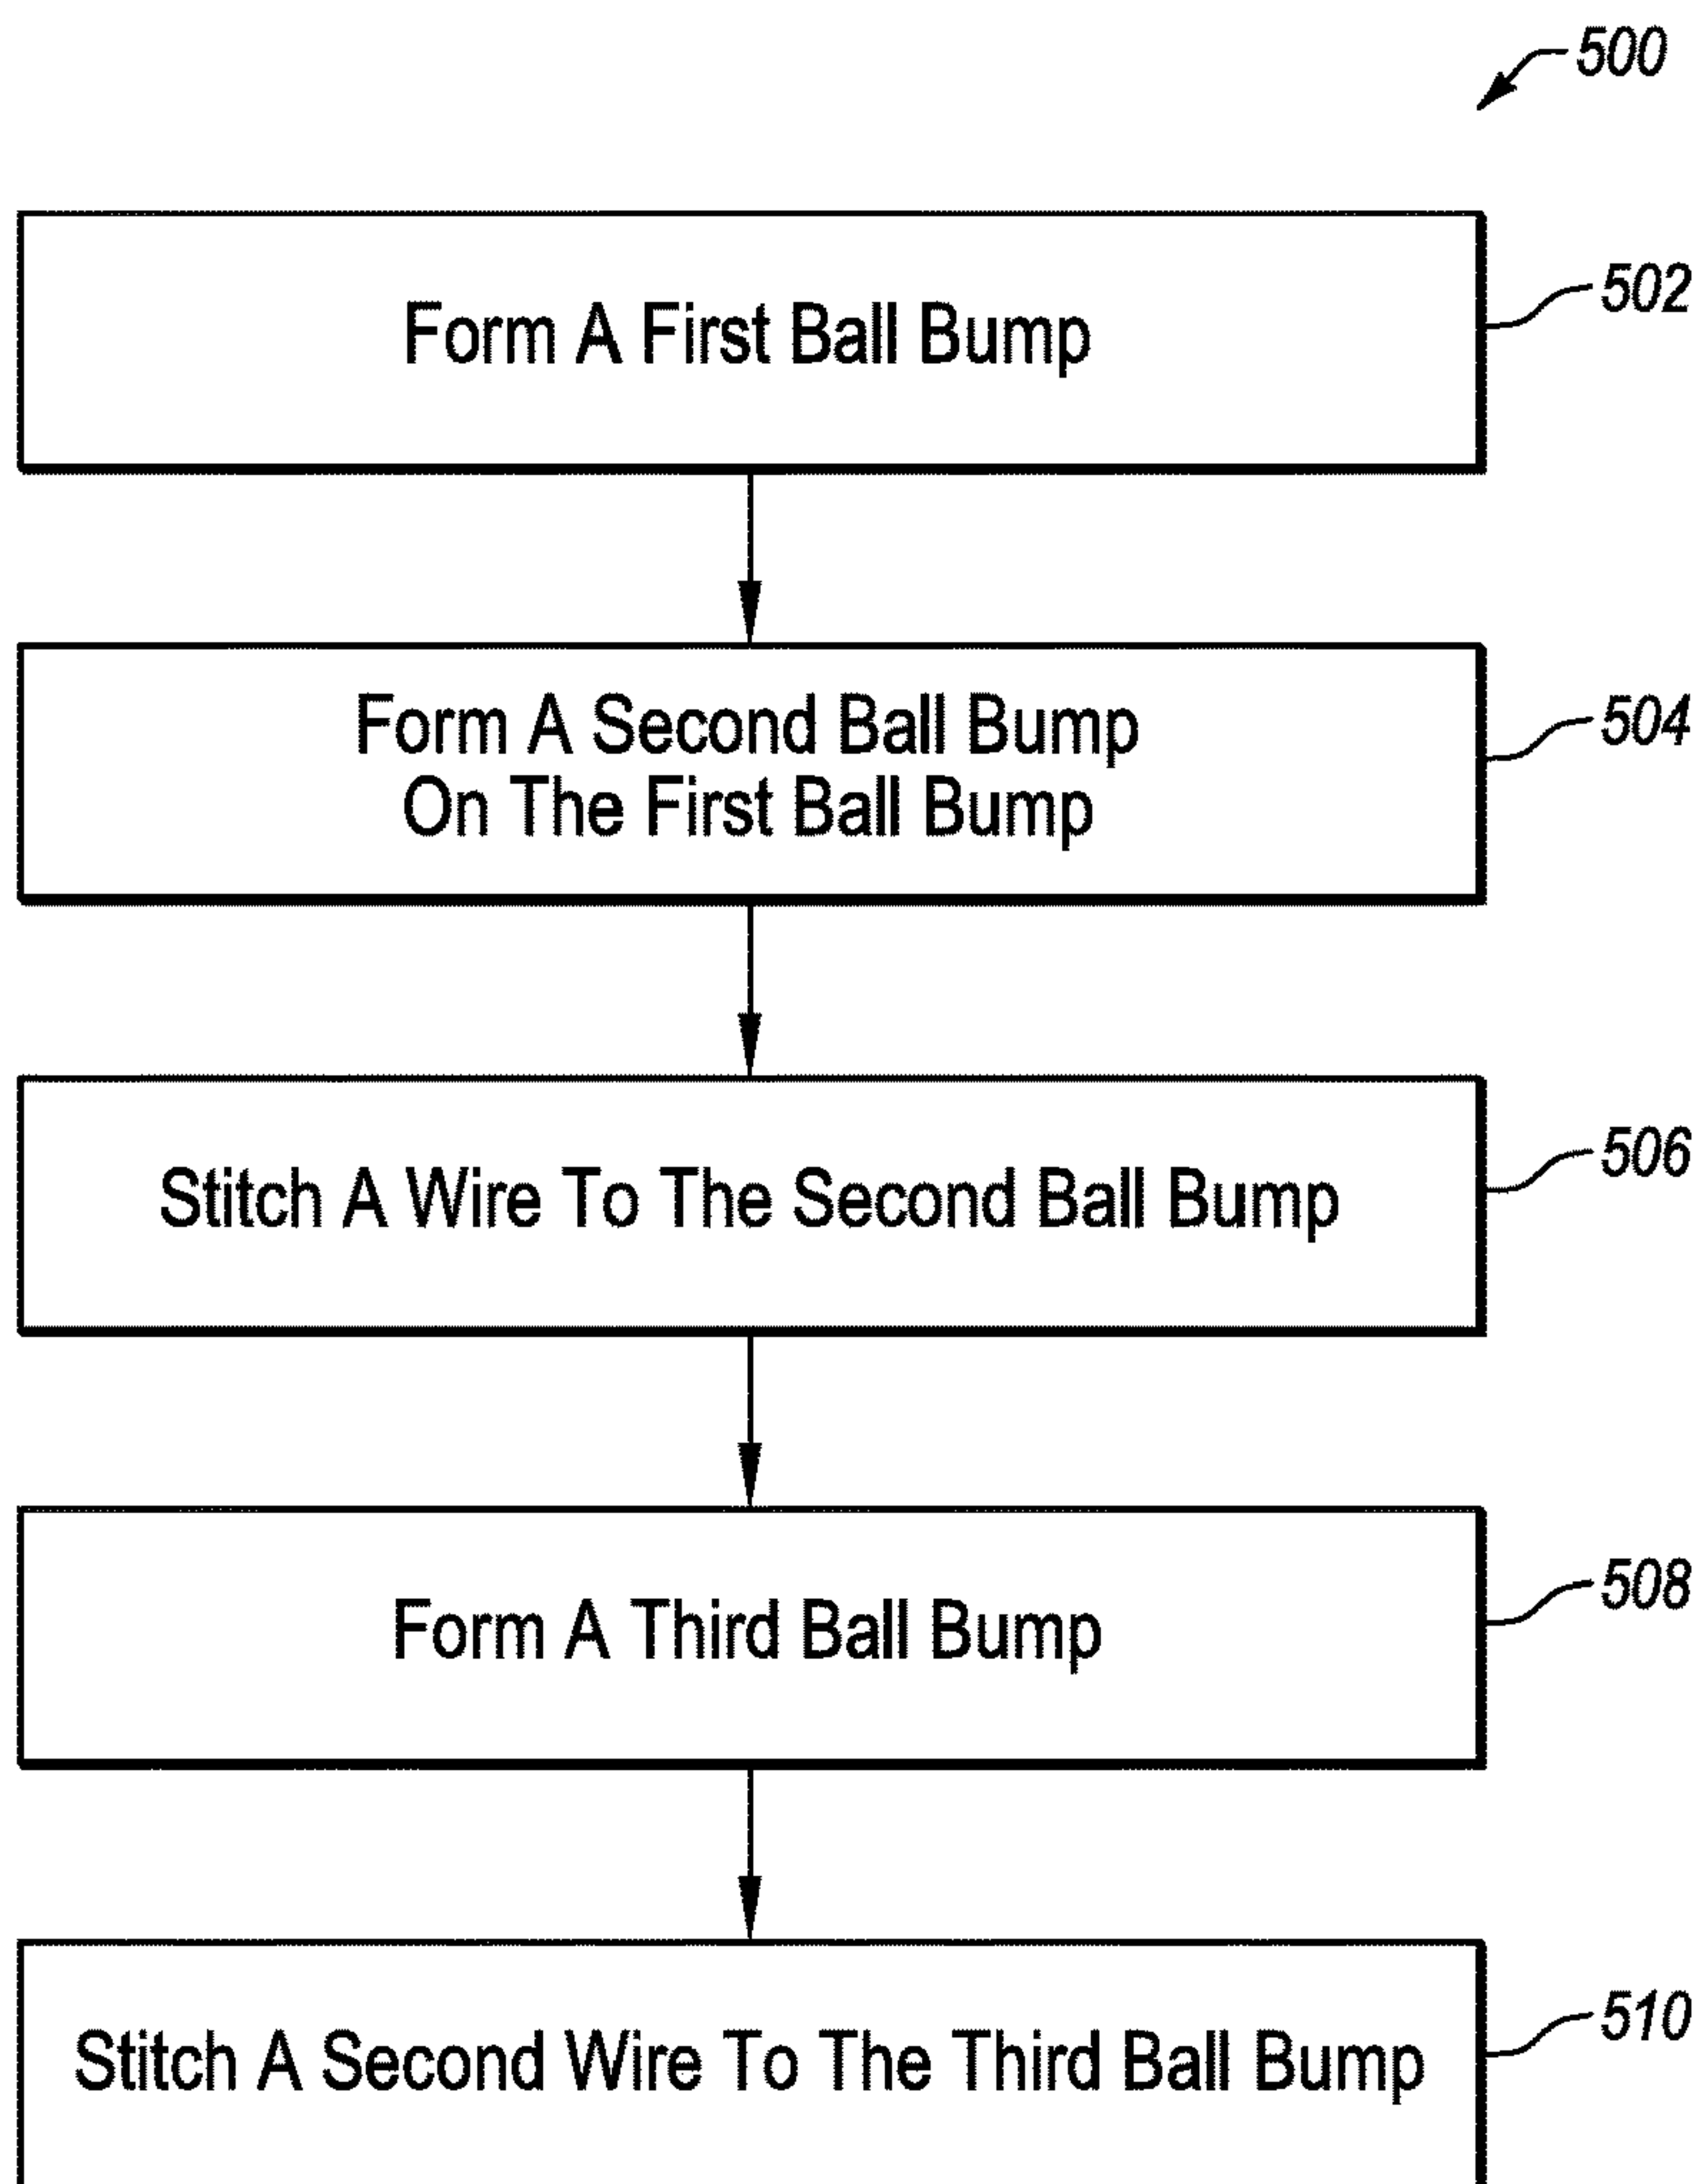 500
Form A First Ball Bump
502
Form A Second Ball Bump
On The First Ball Bump
504
Stitch A Wire To The Second Ball Bump
506
Form A Third Ball Bump
508
Stitch A Second Wire To The Third Ball Bump
510